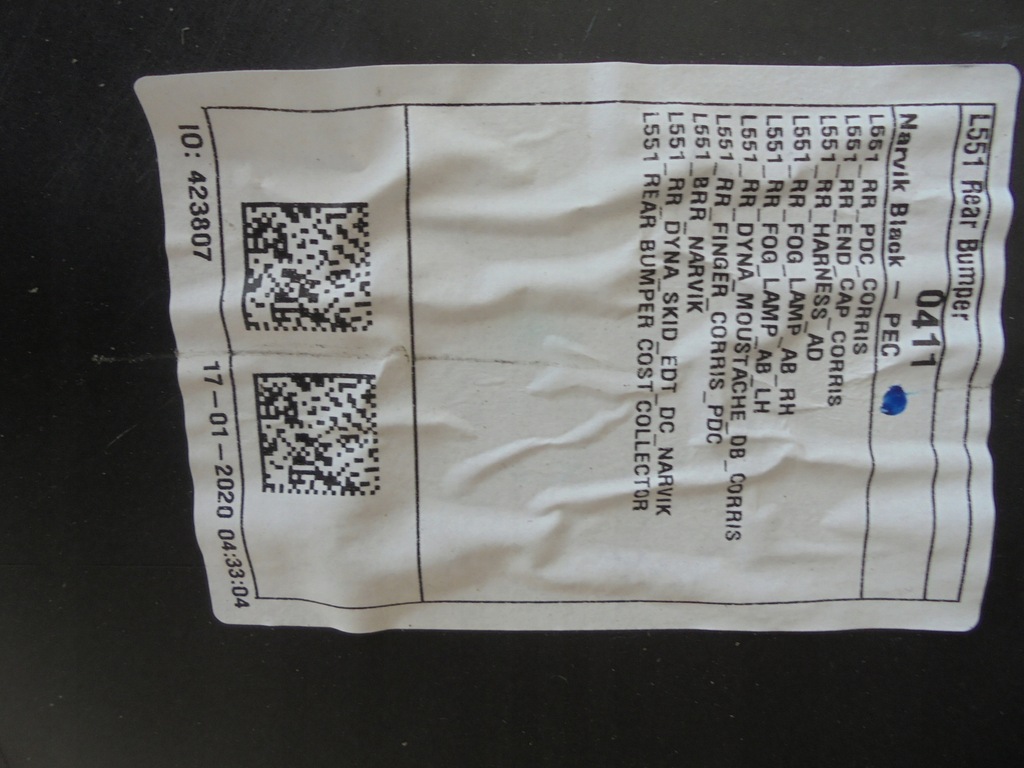 L551 Rear Bumper
0411
Narvik Black - PEC
L551_RR_PDC_CORRIS
L551_RR_END_CAP_CORRIS
L551_RR_HARNESS_AD
L551_RR_FOG_LAMP_AB_RH
L551_RR_FOG_LAMP_AB_LH
L551_RR_DYNA_MOUSTACHE_DB_CORRIS
L551_RR_FINGER_CORRIS_PDC
L551_BRR_NARVIK
L551_RR_DYNA_SKID_EDT_DC_NARVIK
L551 REAR BUMPER COST COLLECTOR
IO: 423807
17-01-2020 04:33:04